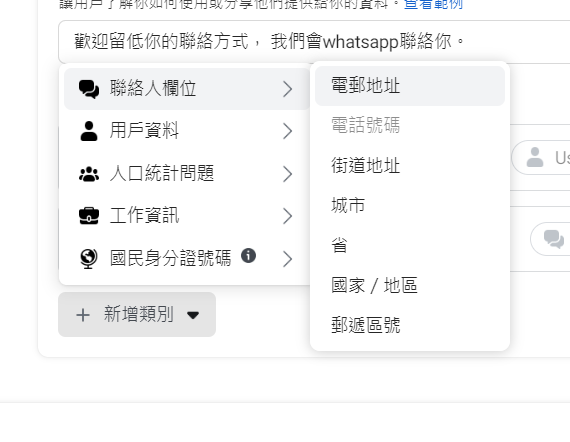 讓用戶了解你如何使用或分享他們提供給你的資料。查看範例
歡迎留低你的聯絡方式， 我們會whatsapp聯絡你。
聯絡人欄位
用戶資料
人口統計問題
工作資訊
國民身分證號碼
新增類別
電郵地址
電話號碼
街道地址
城市
省
國家 / 地區
郵遞區號
Us